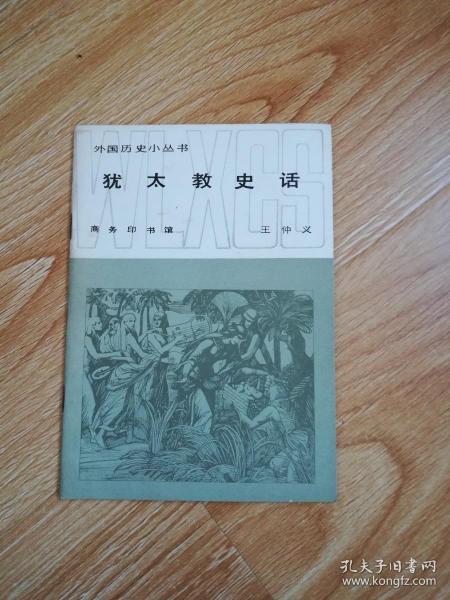 WLXCS
外国历史小丛书
犹太教史话
商务印书馆 王仲义
孔夫子旧书网
www.kongfz.com